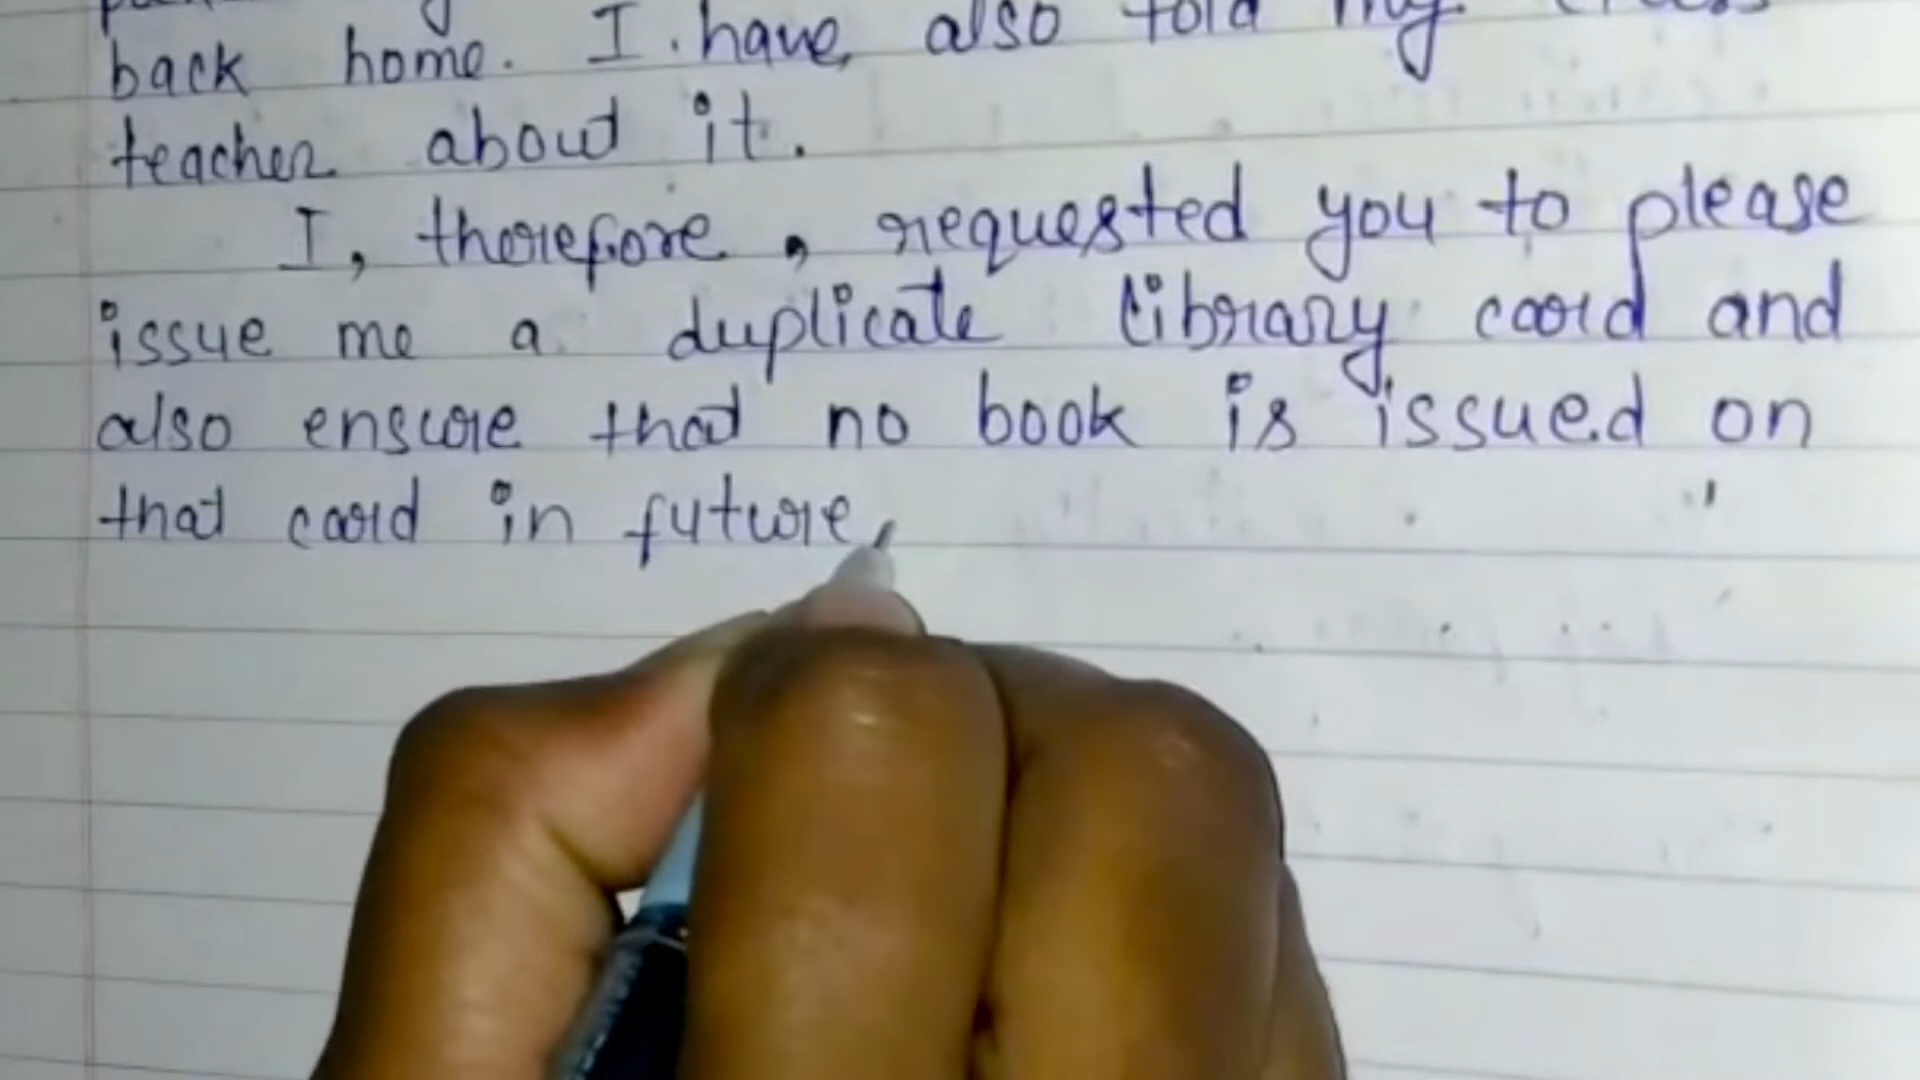 back home. I have also told my class
teacher about it.
I, therefore, requested you to please
issue me a duplicate library card and
also ensure that no book is issued on
that card in future